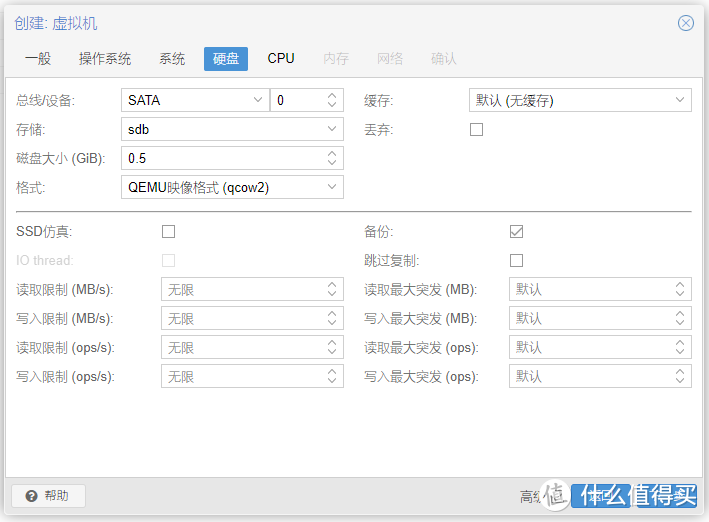 创建: 虚拟机
一般 操作系统 系统 硬盘 CPU 内存 网络 确认
总线/设备: SATA 0 缓存: 默认 (无缓存)
存储: sdb 丢弃:
磁盘大小 (GiB): 0.5
格式: QEMU映像格式 (qcow2)
SSD仿真: 备份:
IO thread: 跳过复制:
读取限制 (MB/s): 无限 读取最大突发 (MB): 默认
写入限制 (MB/s): 无限 写入最大突发 (MB): 默认
读取限制 (ops/s): 无限 读取最大突发 (ops): 默认
写入限制 (ops/s): 无限 写入最大突发 (ops): 默认
帮助 高级
值 什么值得买